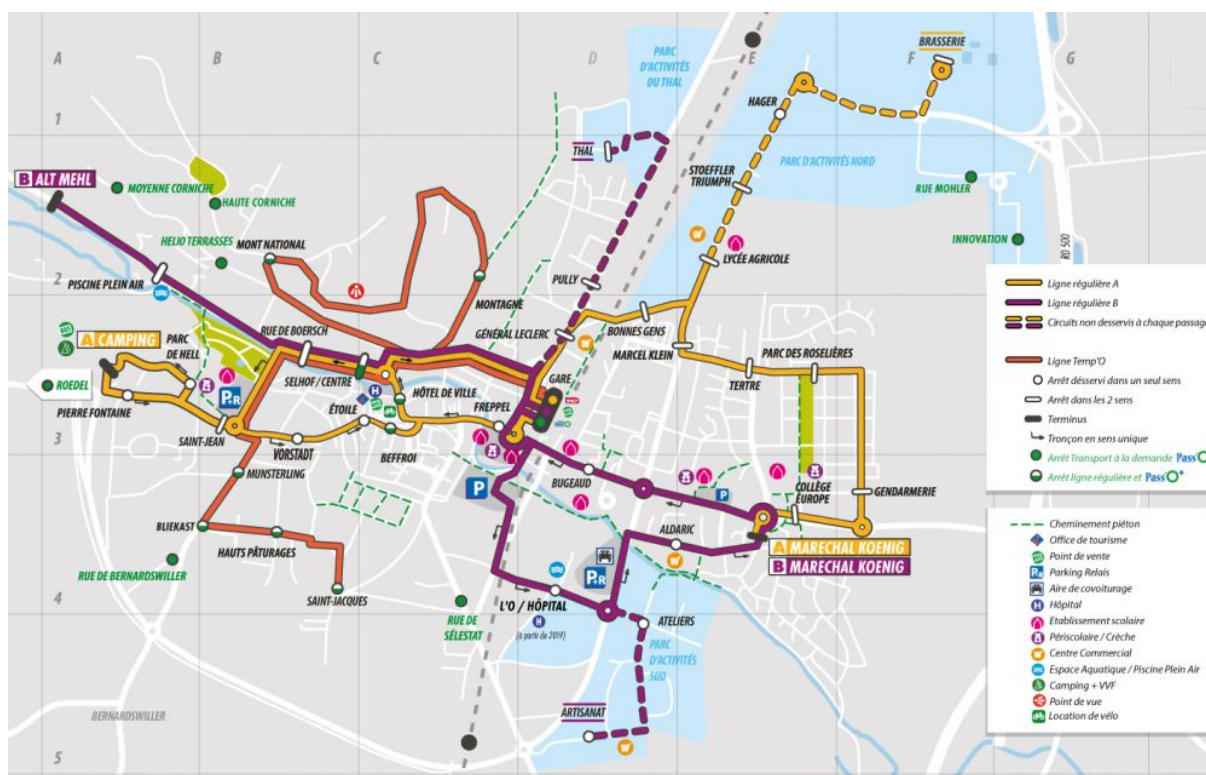 A
B
C
D
E
F
G
1
2
3
4
5
PARC
D'ACTIVITÉS
DU THAL
BRASSERIE
HAGER
THAL
PARC D'ACTIVITÉS NORD
STOEFFLER
TRIUMPH
RUE MOHLER
B ALT MEHL
MOYENNE CORNICHE
HAUTE CORNICHE
HELIO TERRASSES
MONT NATIONAL
INNOVATION
RD 500
LYCÉE AGRICOLE
PISCINE PLEIN AIR
PULLY
MONTAGNE
A CAMPING
PARC
DE HELL
RUE DE BOERSCH
GÉNÉRAL LECLERC
BONNES GENS
MARCEL KLEIN
PARC DES ROSELIÈRES
ROEDEL
SELHOF / CENTRE
HÔTEL DE VILLE
GARE
TERTRE
PIERRE FONTAINE
ÉTOILE
FREPPEL
SAINT-JEAN
VORSTADT
BEFFROI
MUNSTERLING
BUGEAUD
COLLÈGE
EUROPE
GENDARMERIE
P
P
P+R
BLIEKAST
HAUTS PÂTURAGES
ALDARIC
A MARECHAL KOENIG
B MARECHAL KOENIG
RUE DE BERNARDSWILLER
P+R
SAINT-JACQUES
RUE DE
SÉLESTAT
L'O / HÔPITAL
H
(À partir de 2019)
ATELIERS
PARC
D'ACTIVITÉS
SUD
BERNARDSWILLER
ARTISANAT
Ligne régulière A
Ligne régulière B
Circuits non desservis à chaque passage
Ligne Temp'O
Arrêt désservi dans un seul sens
Arrêt dans les 2 sens
Terminus
Tronçon en sens unique
Arrêt Transport à la demande Pass'O
Arrêt ligne régulière et Pass'O+
Cheminement piéton
Office de tourisme
Point de vente
Parking Relais
Aire de covoiturage
Hôpital
Etablissement scolaire
Périscolaire / Crèche
Centre Commercial
Espace Aquatique / Piscine Plein Air
Camping + VVF
Point de vue
Location de vélo